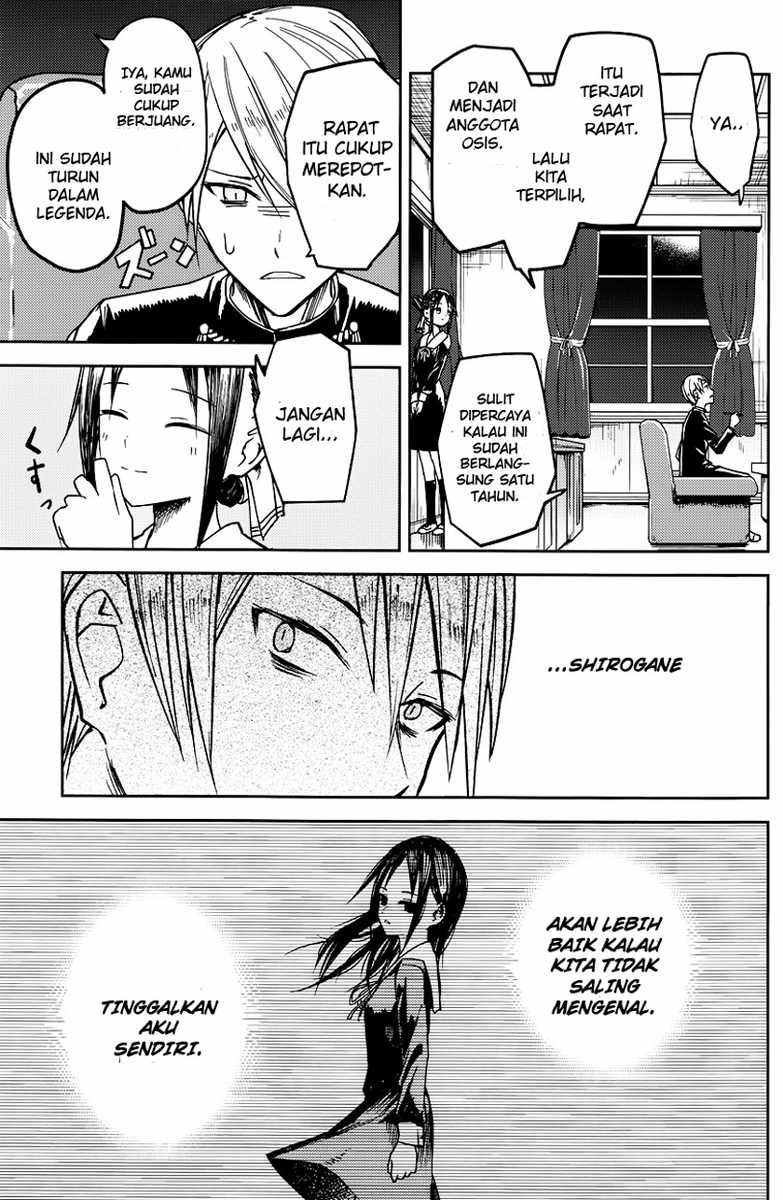 YA..
ITU
TERJADI
SAAT
RAPAT.
LALU
KITA
TERPILIH,
DAN
MENJADI
ANGGOTA
OSIS.
SULIT
DIPERCAYA
KALAU INI
SUDAH
BERLANG-
SUNG SATU
TAHUN.
RAPAT
ITU CUKUP
MEREPOT-
KAN.
IYA, KAMU
SUDAH
CUKUP
BERJUANG.
INI SUDAH
TURUN
DALAM
LEGENDA.
ズーン
JANGAN
LAGI...
くすっ
...SHIROGANE
AKAN LEBIH
BAIK KALAU
KITA TIDAK
SALING
MENGENAL.
TINGGALKAN
AKU
SENDIRI.